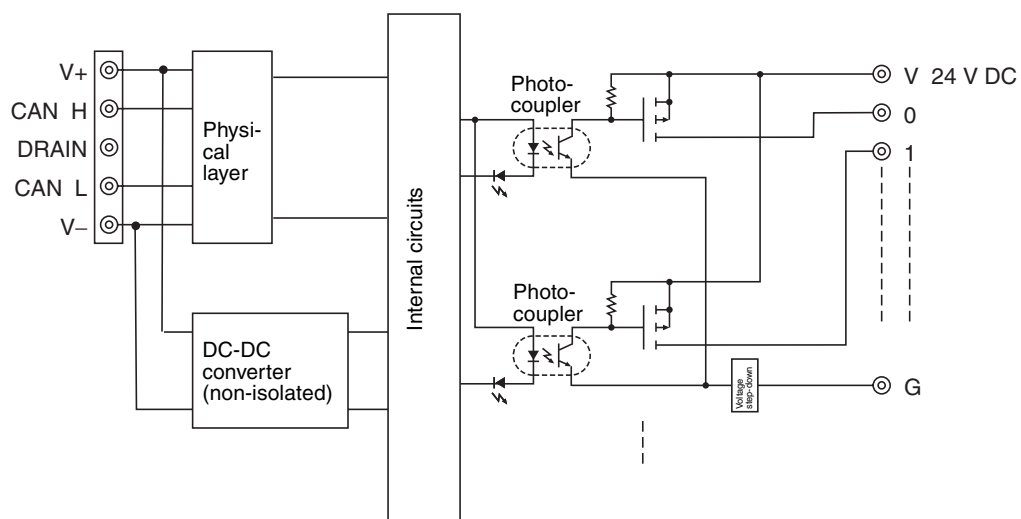 V+
CAN H
DRAIN
CAN L
V–
Physi-
cal
layer
DC-DC
converter
(non-isolated)
Internal circuits
Photo-
coupler
Photo-
coupler
V 24 V DC
0
1
G
Voltage
step-down